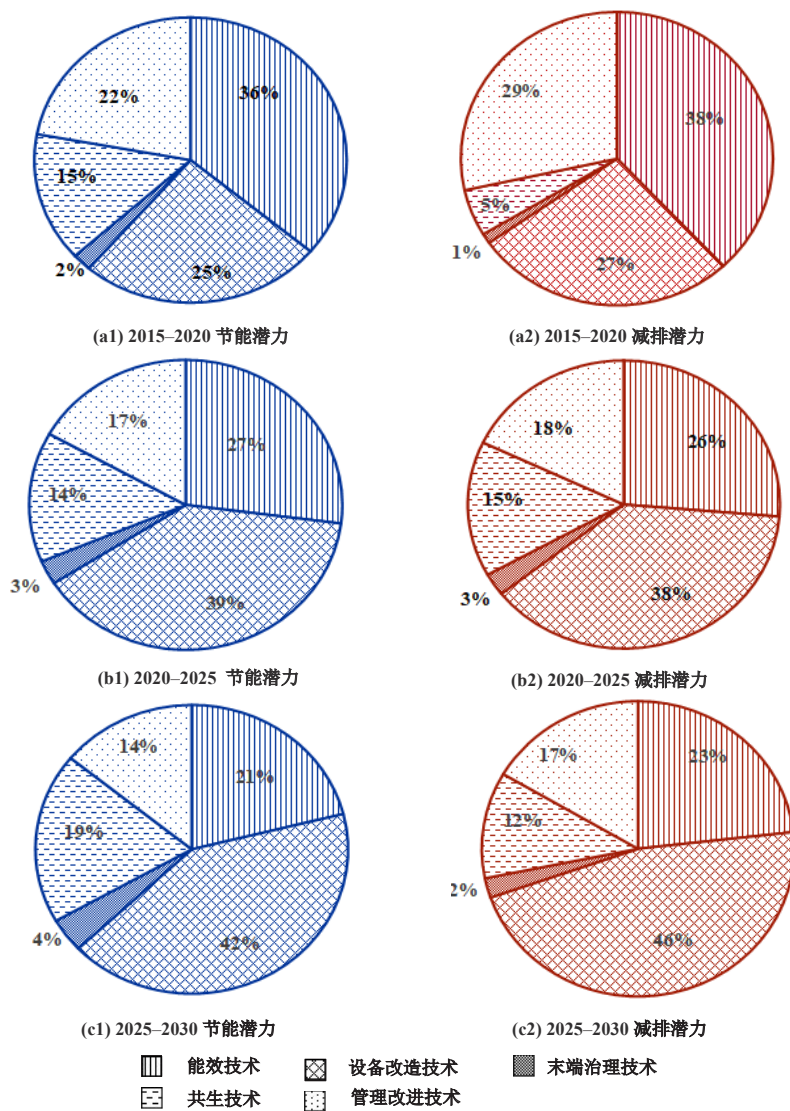 22%
36%
15%
2%
25%
29%
38%
5%
1%
27%
(a1) 2015–2020 节能潜力
(a2) 2015–2020 减排潜力
17%
27%
14%
3%
39%
18%
26%
15%
3%
38%
(b1) 2020–2025 节能潜力
(b2) 2020–2025 减排潜力
14%
21%
19%
4%
42%
17%
23%
12%
2%
46%
(c1) 2025–2030 节能潜力
(c2) 2025–2030 减排潜力
能效技术
设备改造技术
末端治理技术
共生技术
管理改进技术